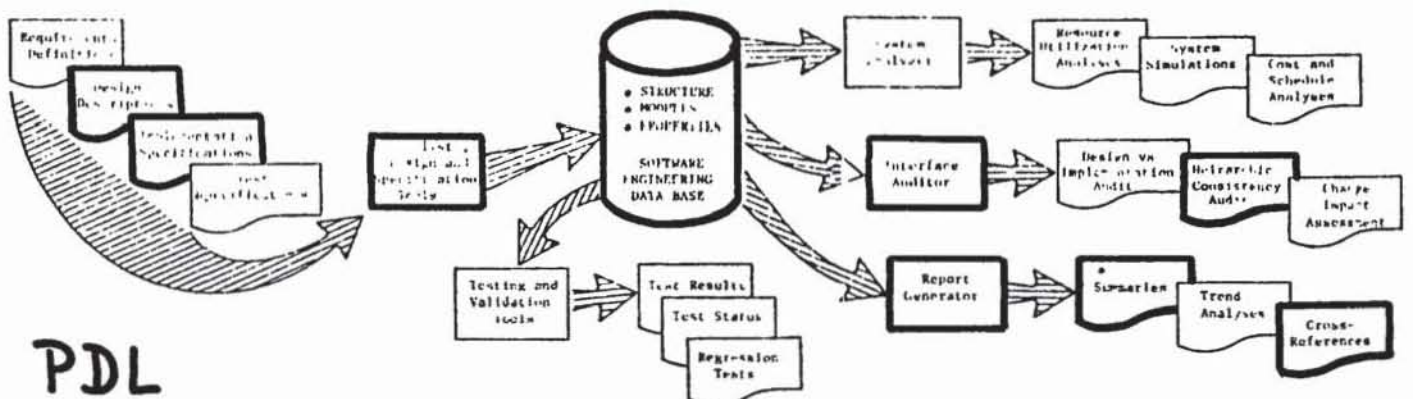 Definition
Design
Descriptions
Implementation
Specifications
Test
Specifications
Test,
Design and
Specification
Tools
• STRUCTURE
• MODULES
• PROPERTIES
SOFTWARE
ENGINEERING
DATA BASE
System
Analyzer
Resource
Utilization
Analyses
System
Simulations
Cost and
Schedule
Analyses
Interface
Auditor
Design vs
Implementation
Audit
Heirarchic
Consistency
Audit
Change
Impact
Assessment
Testing and
Validation
Tools
Test Results
Test Status
Regression
Tests
Report
Generator
Summaries
Trend
Analyses
Cross-
References
PDL